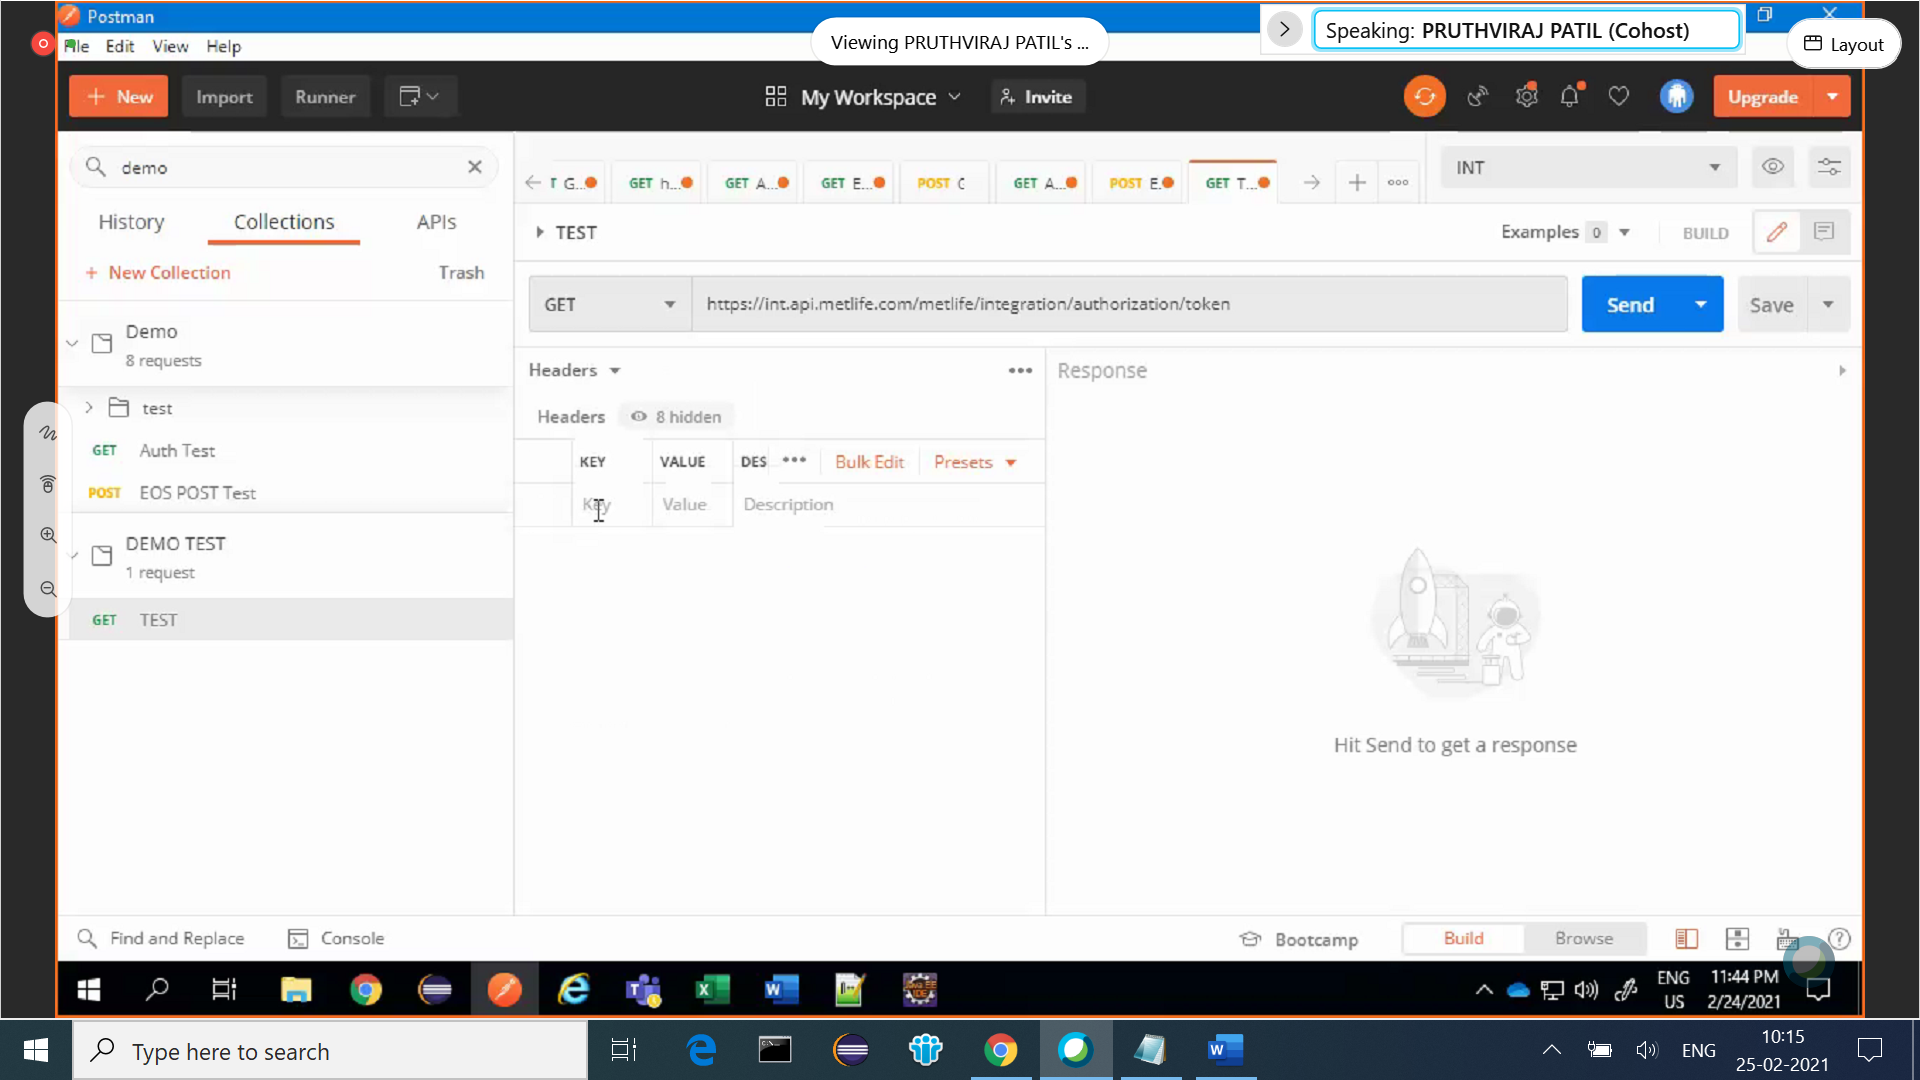 Postman
Viewing PRUTHVIRAJ PATIL's ...
Speaking: PRUTHVIRAJ PATIL (Cohost)
Layout
File Edit View Help
+ New
Import
Runner
My Workspace
Invite
Upgrade
demo
T G...
GET h...
GET A...
GET E...
POST
GET A...
POST E.
GET T...
INT
History
Collections
APIs
TEST
Examples 0
BUILD
+ New Collection
Trash
GET
https://int.api.metlife.com/metlife/integration/authorization/token
Send
Save
Demo
8 requests
Headers
Response
test
Headers
8 hidden
GET Auth Test
KEY
VALUE
DES
Bulk Edit
Presets
POST EOS POST Test
Key
Value
Description
DEMO TEST
1 request
GET TEST
Hit Send to get a response
Find and Replace
Console
Bootcamp
Build
Browse
ENG
US
11:44 PM
2/24/2021
Type here to search
ENG
10:15
25-02-2021